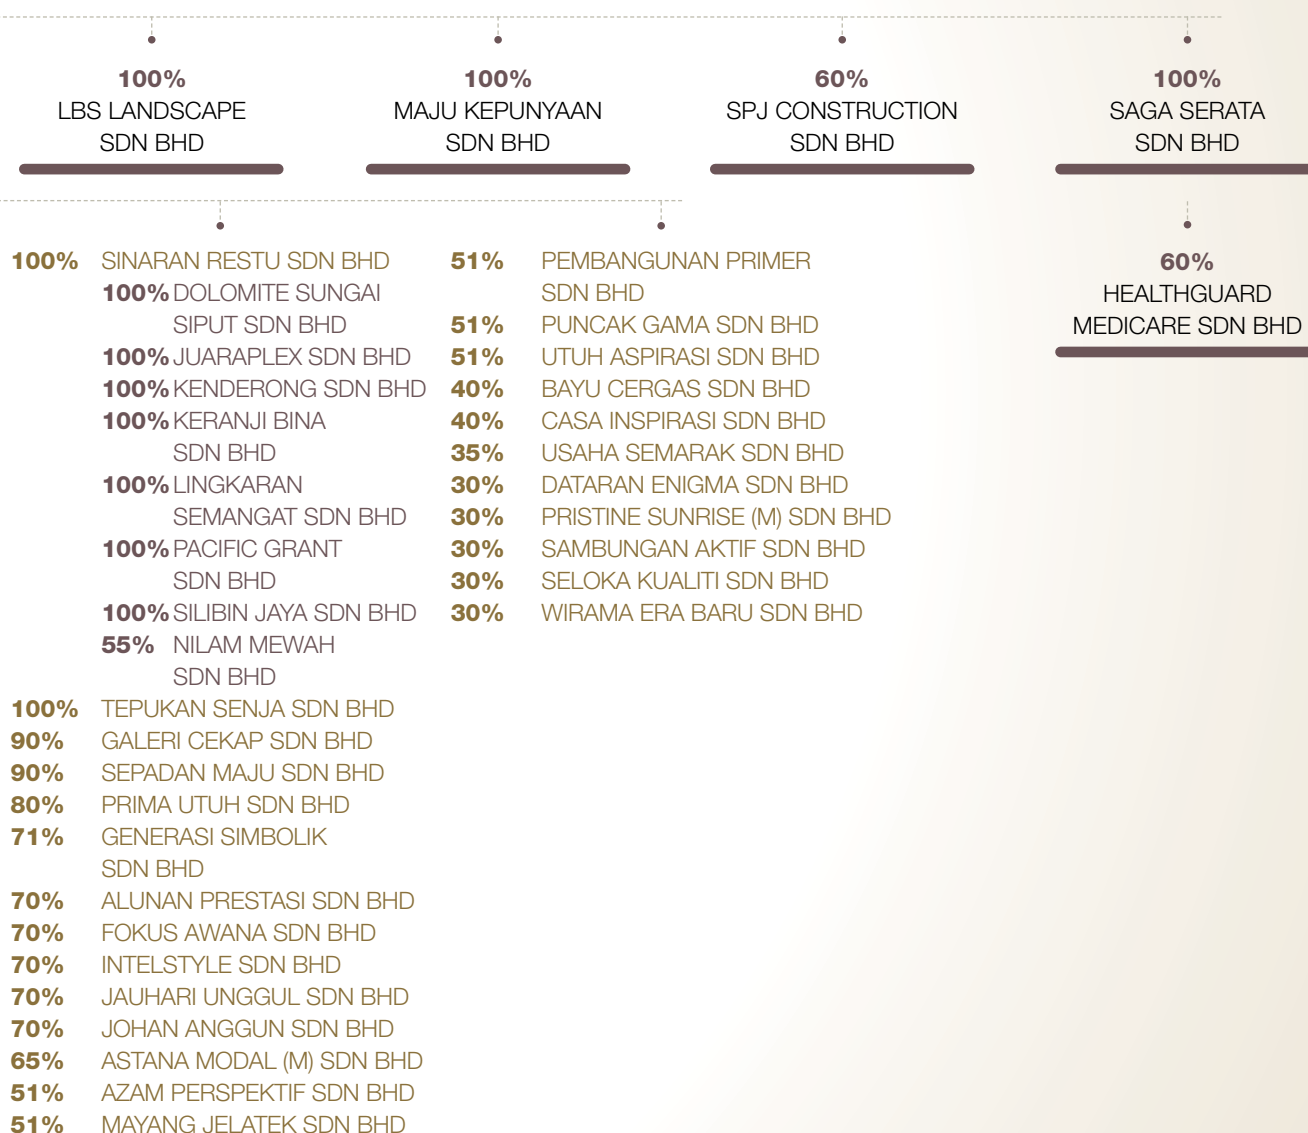 100%
LBS LANDSCAPE
SDN BHD
100%
MAJU KEPUNYAAN
SDN BHD
60%
SPJ CONSTRUCTION
SDN BHD
100%
SAGA SERATA
SDN BHD
100% SINARAN RESTU SDN BHD
100% DOLOMITE SUNGAI
SIPUT SDN BHD
100% JUARAPLEX SDN BHD
100% KENDERONG SDN BHD
100% KERANJI BINA
SDN BHD
100% LINGKARAN
SEMANGAT SDN BHD
100% PACIFIC GRANT
SDN BHD
100% SILIBIN JAYA SDN BHD
55% NILAM MEWAH
SDN BHD
100% TEPUKAN SENJA SDN BHD
90% GALERI CEKAP SDN BHD
90% SEPADAN MAJU SDN BHD
80% PRIMA UTUH SDN BHD
71% GENERASI SIMBOLIK
SDN BHD
70% ALUNAN PRESTASI SDN BHD
70% FOKUS AWANA SDN BHD
70% INTELSTYLE SDN BHD
70% JAUHARI UNGGUL SDN BHD
70% JOHAN ANGGUN SDN BHD
65% ASTANA MODAL (M) SDN BHD
51% AZAM PERSPEKTIF SDN BHD
51% MAYANG JELATEK SDN BHD
51% PEMBANGUNAN PRIMER
SDN BHD
51% PUNCAK GAMA SDN BHD
51% UTUH ASPIRASI SDN BHD
40% BAYU CERGAS SDN BHD
40% CASA INSPIRASI SDN BHD
35% USAHA SEMARAK SDN BHD
30% DATARAN ENIGMA SDN BHD
30% PRISTINE SUNRISE (M) SDN BHD
30% SAMBUNGAN AKTIF SDN BHD
30% SELOKA KUALITI SDN BHD
30% WIRAMA ERA BARU SDN BHD
60%
HEALTHGUARD
MEDICARE SDN BHD